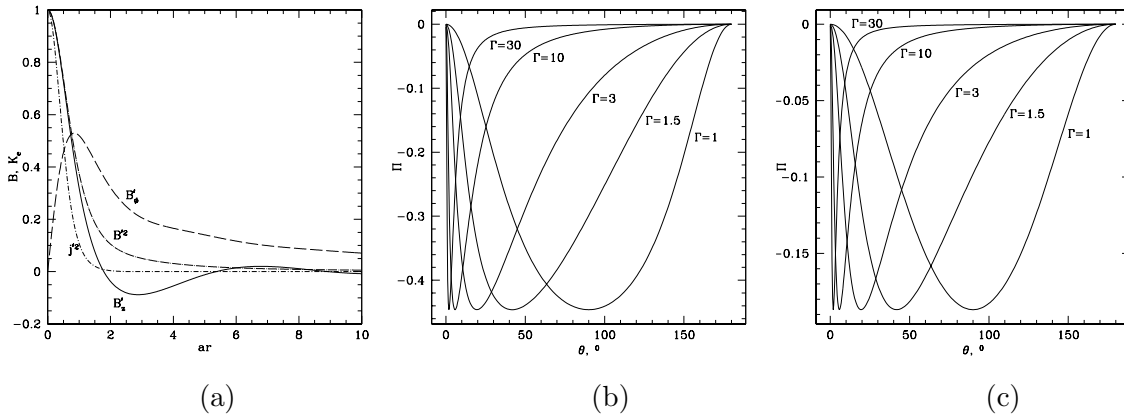 1
0.8
0.6
0.4
0.2
0
−0.2
B, K_e
B'_φ
B'²
j'²
B'_z
0 2 4 6 8 10
ar
(a)
0
−0.1
−0.2
−0.3
−0.4
Π
Γ=30
Γ=10
Γ=3
Γ=1.5
Γ=1
0 50 100 150
θ, °
(b)
0
−0.05
−0.1
−0.15
Π
Γ=30
Γ=10
Γ=3
Γ=1.5
Γ=1
0 50 100 150
θ, °
(c)